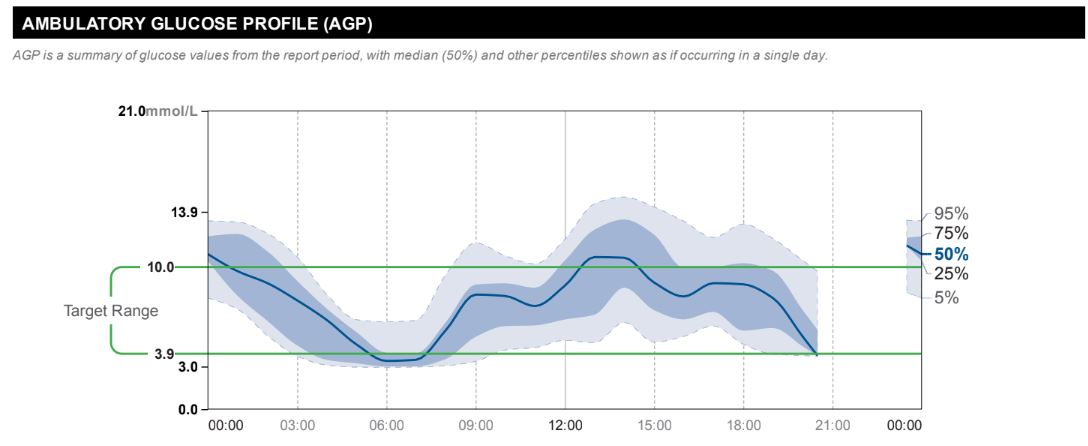 AMBULATORY GLUCOSE PROFILE (AGP)
AGP is a summary of glucose values from the report period, with median (50%) and other percentiles shown as if occurring in a single day.
21.0mmol/L
13.9
95%
75%
50%
25%
5%
10.0
Target Range
3.9
3.0
0.0
00:00 03:00 06:00 09:00 12:00 15:00 18:00 21:00 00:00